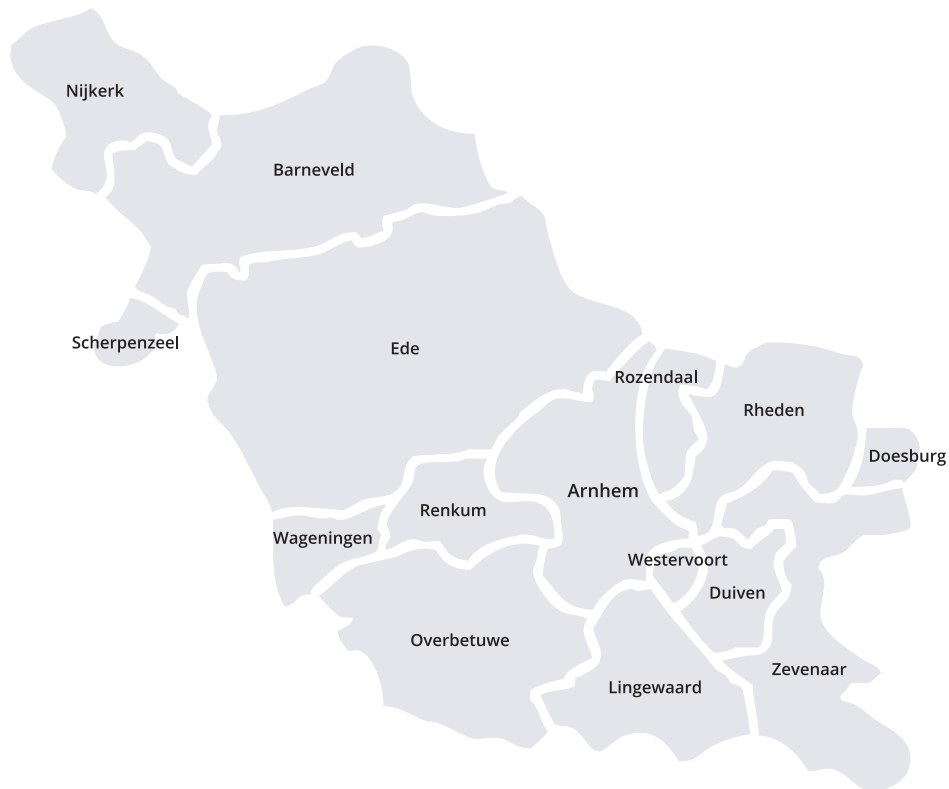 Nijkerk
Barneveld
Scherpenzeel
Ede
Rozendaal
Rheden
Doesburg
Arnhem
Renkum
Wageningen
Westervoort
Duiven
Overbetuwe
Zevenaar
Lingewaard